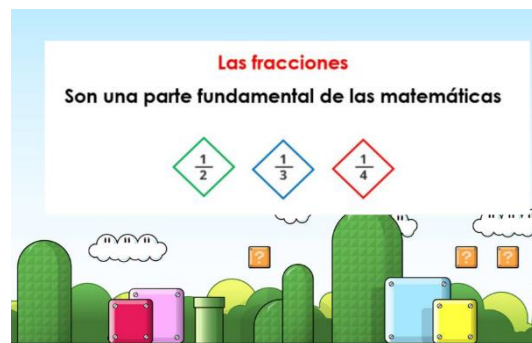 Las fracciones
Son una parte fundamental de las matemáticas
1/2 1/3 1/4
? ? ?